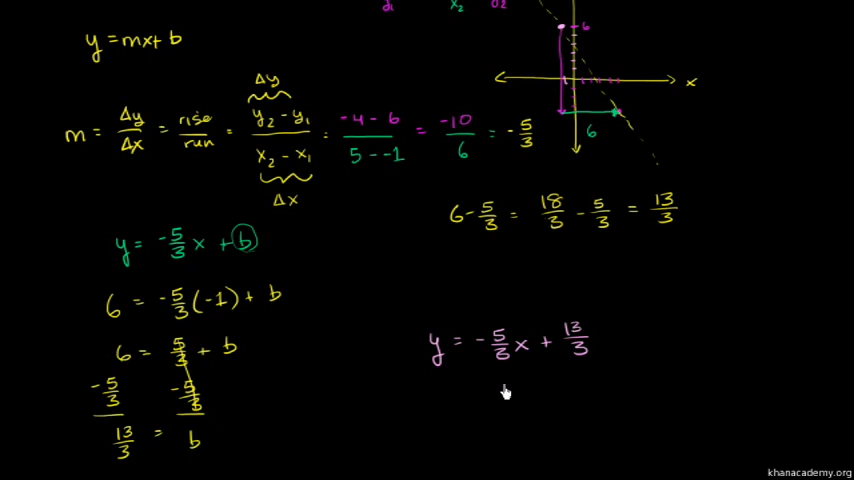 x₂ 02
y = mx + b
6
x
Δy
m = Δy/Δx = rise/run = (y₂ - y₁)/(x₂ - x₁) = (-4 - 6)/(5 - -1) = -10/6 = -5/3
6
Δx
6 - 5/3 = 18/3 - 5/3 = 13/3
y = -5/3 x + b
6 = -5/3 (-1) + b
y = -5/3 x + 13/3
6 = 5/3 + b
-5/3 -5/3
13/3 = b
khanacademy.org